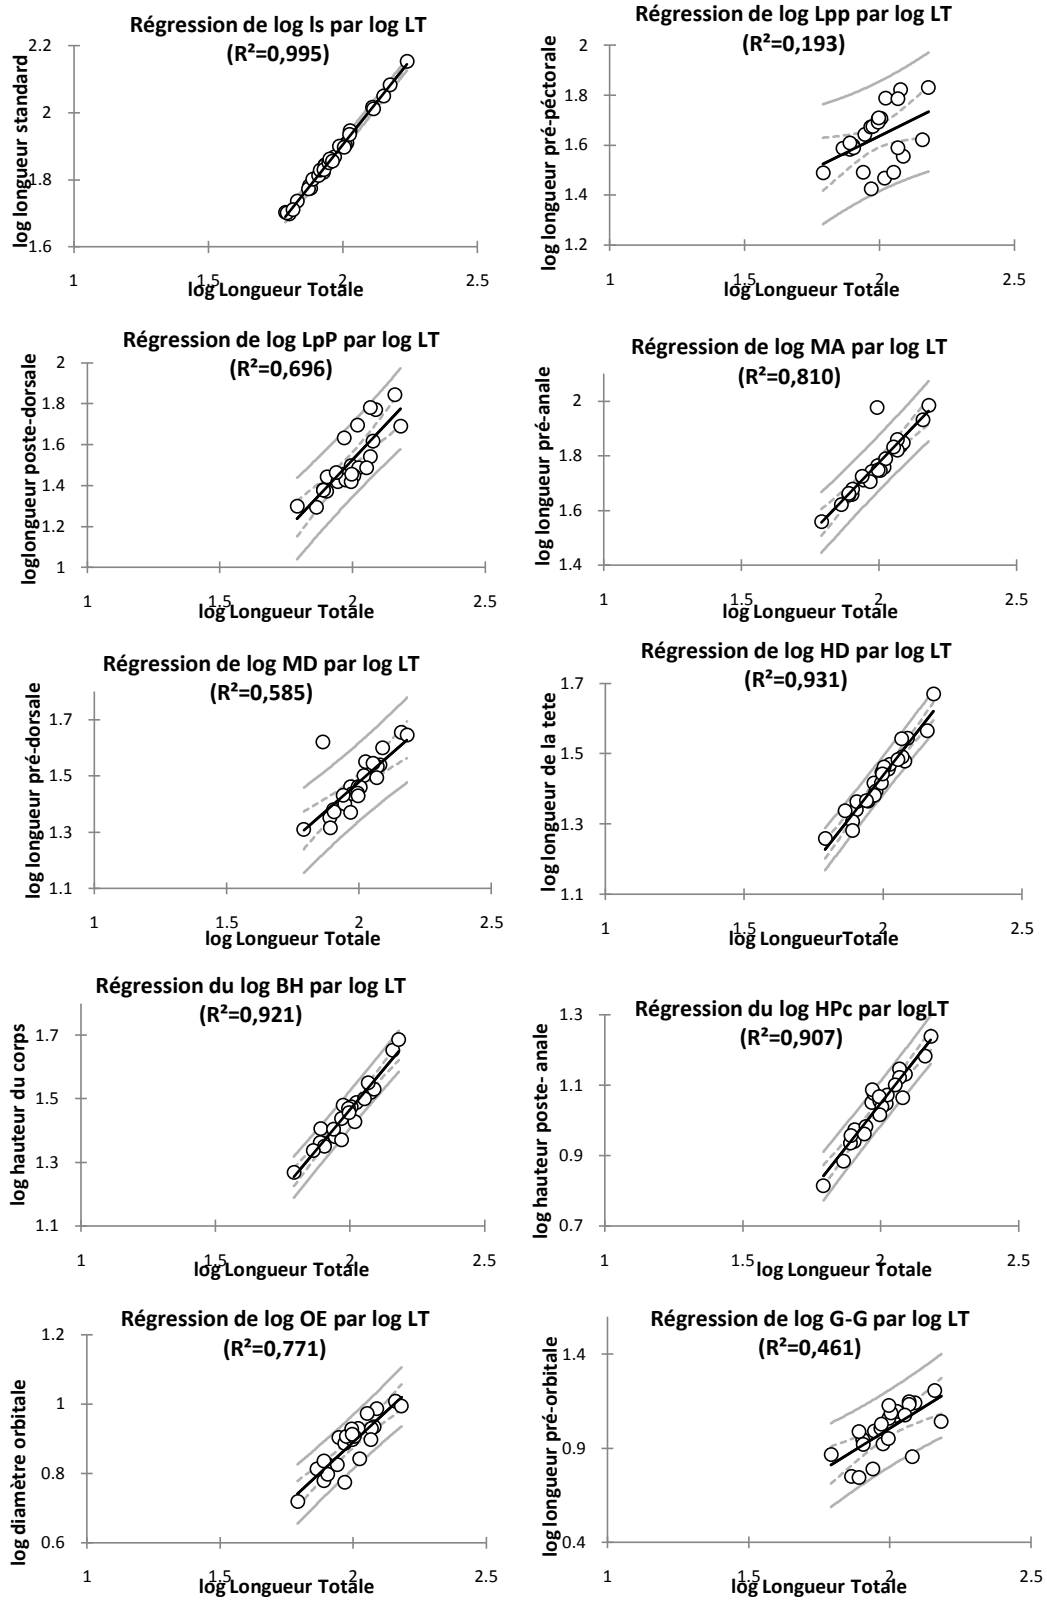 Régression de log ls par log LT
(R²=0,995)
log longueur standard
2.2
2
1.8
1.6
1
1.5
2
2.5
log Longueur Totale
Régression de log Lpp par log LT
(R²=0,193)
log longueur pré-péctorale
2
1.8
1.6
1.4
1.2
1
1.5
2
2.5
log Longueur Totale
Régression de log LpP par log LT
(R²=0,696)
loglongueur poste-dorsale
2
1.8
1.6
1.4
1.2
1
1
1.5
2
2.5
log Longueur Totale
Régression de log MA par log LT
(R²=0,810)
log longueur pré-anale
2
1.8
1.6
1.4
1
1.5
2
2.5
log Longueur Totale
Régression de log MD par log LT
(R²=0,585)
log longueur pré-dorsale
1.7
1.5
1.3
1.1
1
1.5
2
2.5
log Longueur Totale
Régression de log HD par log LT
(R²=0,931)
log longueur de la tete
1.7
1.5
1.3
1.1
1
1.5
2
2.5
log LongueurTotale
Régression du log BH par log LT
(R²=0,921)
log hauteur du corps
1.7
1.5
1.3
1.1
1
1.5
2
2.5
log Longueur Totale
Régression du log HPc par logLT
(R²=0,907)
log hauteur poste- anale
1.3
1.1
0.9
0.7
1
1.5
2
2.5
log Longueur Totale
Régression de log OE par log LT
(R²=0,771)
log diamètre orbitale
1.2
1
0.8
0.6
1
1.5
2
2.5
log Longueur Totale
Régression de log G-G par log LT
(R²=0,461)
log longueur pré-orbitale
1.4
0.9
0.4
1
1.5
2
2.5
log Longueur Totale